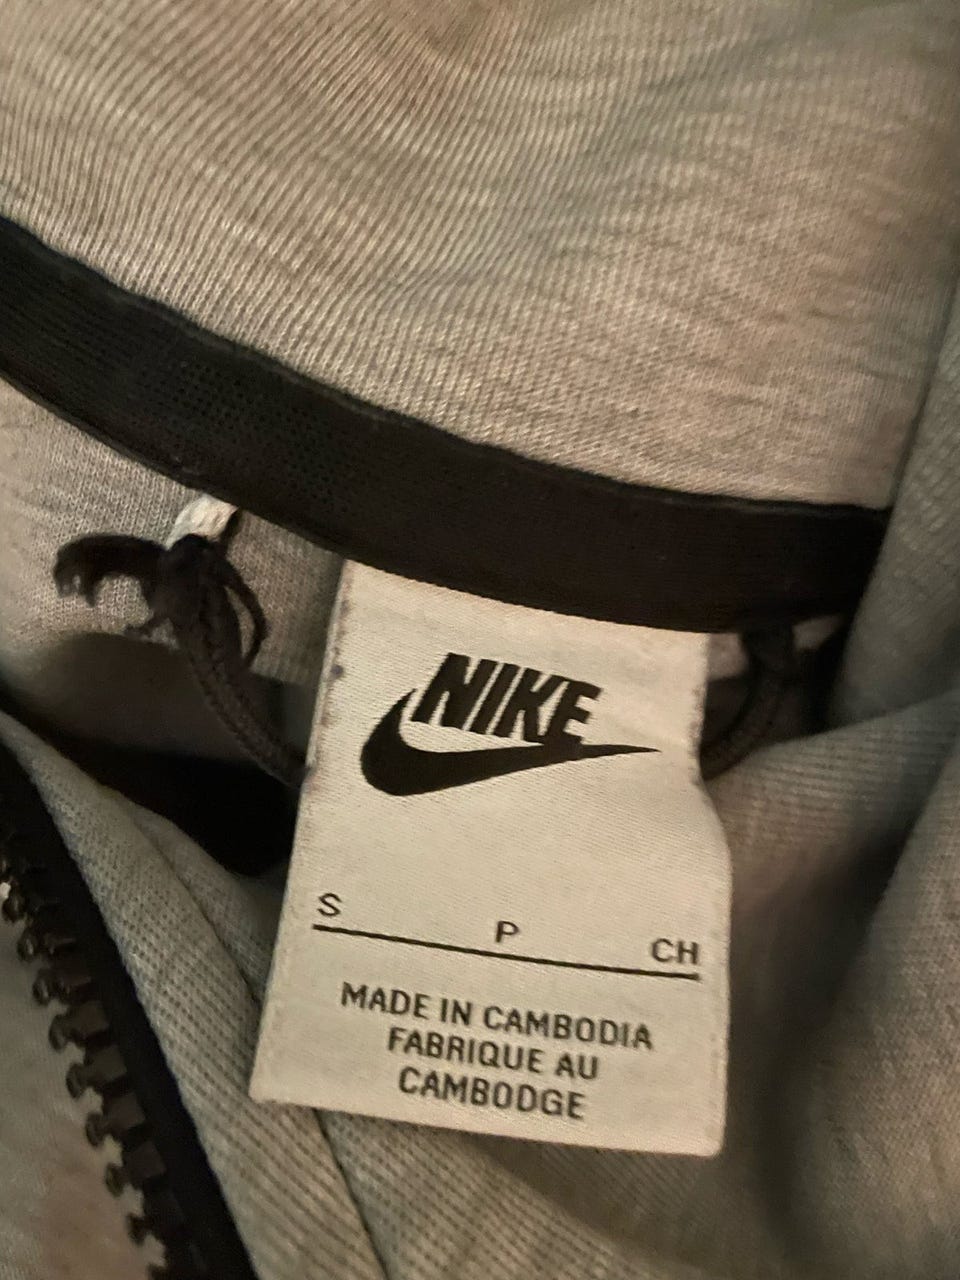 NIKE
S P CH
MADE IN CAMBODIA
FABRIQUE AU
CAMBODGE